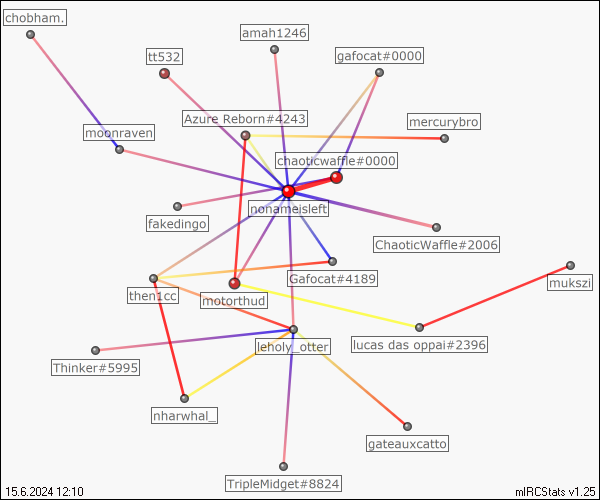 chobham.
amah1246
tt532
gafocat#0000
Azure Reborn#4243
mercurybro
moonraven
chaoticwaffle#0000
nonameisleft
fakedingo
ChaoticWaffle#2006
Gafocat#4189
mukszi
then1cc
motorthud
leholy_otter
lucas das oppai#2396
Thinker#5995
nharwhal_
gateauxcatto
TripleMidget#8824
15.6.2024 12:10
mIRCStats v1.25